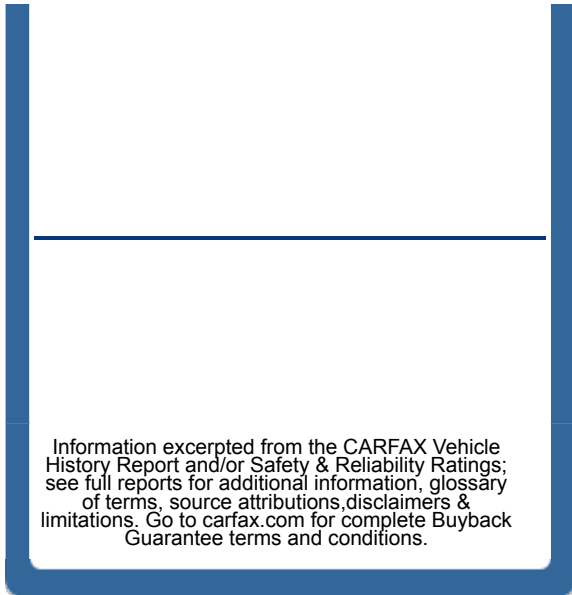 Information excerpted from the CARFAX Vehicle
History Report and/or Safety & Reliability Ratings;
see full reports for additional information, glossary
of terms, source attributions,disclaimers &
limitations. Go to carfax.com for complete Buyback
Guarantee terms and conditions.